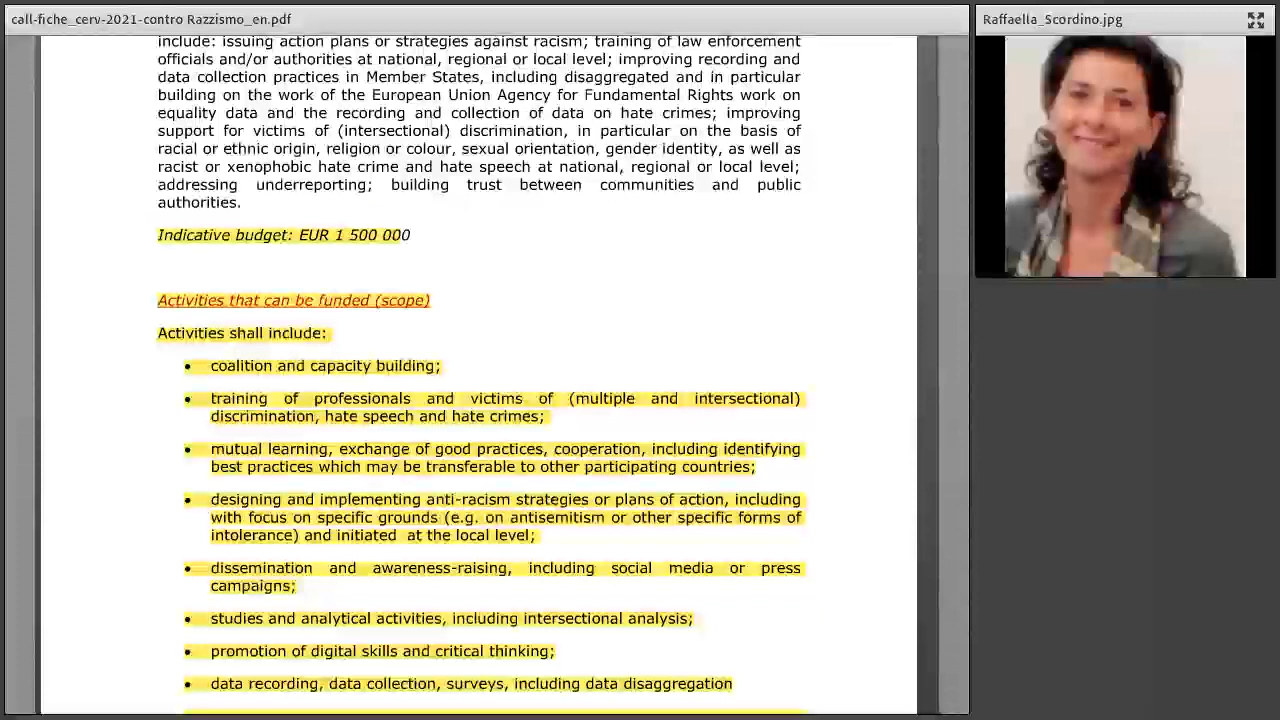 call-fiche_cerv-2021-contro Razzismo_en.pdf
Raffaella_Scordino.jpg
include: issuing action plans or strategies against racism; training of law enforcement
officials and/or authorities at national, regional or local level; improving recording and
data collection practices in Member States, including disaggregated and in particular
building on the work of the European Union Agency for Fundamental Rights work on
equality data and the recording and collection of data on hate crimes; improving
support for victims of (intersectional) discrimination, in particular on the basis of
racial or ethnic origin, religion or colour, sexual orientation, gender identity, as well as
racist or xenophobic hate crime and hate speech at national, regional or local level;
addressing underreporting; building trust between communities and public
authorities.
Indicative budget: EUR 1 500 000
Activities that can be funded (scope)
Activities shall include:
• coalition and capacity building;
• training of professionals and victims of (multiple and intersectional)
discrimination, hate speech and hate crimes;
• mutual learning, exchange of good practices, cooperation, including identifying
best practices which may be transferable to other participating countries;
• designing and implementing anti-racism strategies or plans of action, including
with focus on specific grounds (e.g. on antisemitism or other specific forms of
intolerance) and initiated at the local level;
• dissemination and awareness-raising, including social media or press
campaigns;
• studies and analytical activities, including intersectional analysis;
• promotion of digital skills and critical thinking;
• data recording, data collection, surveys, including data disaggregation